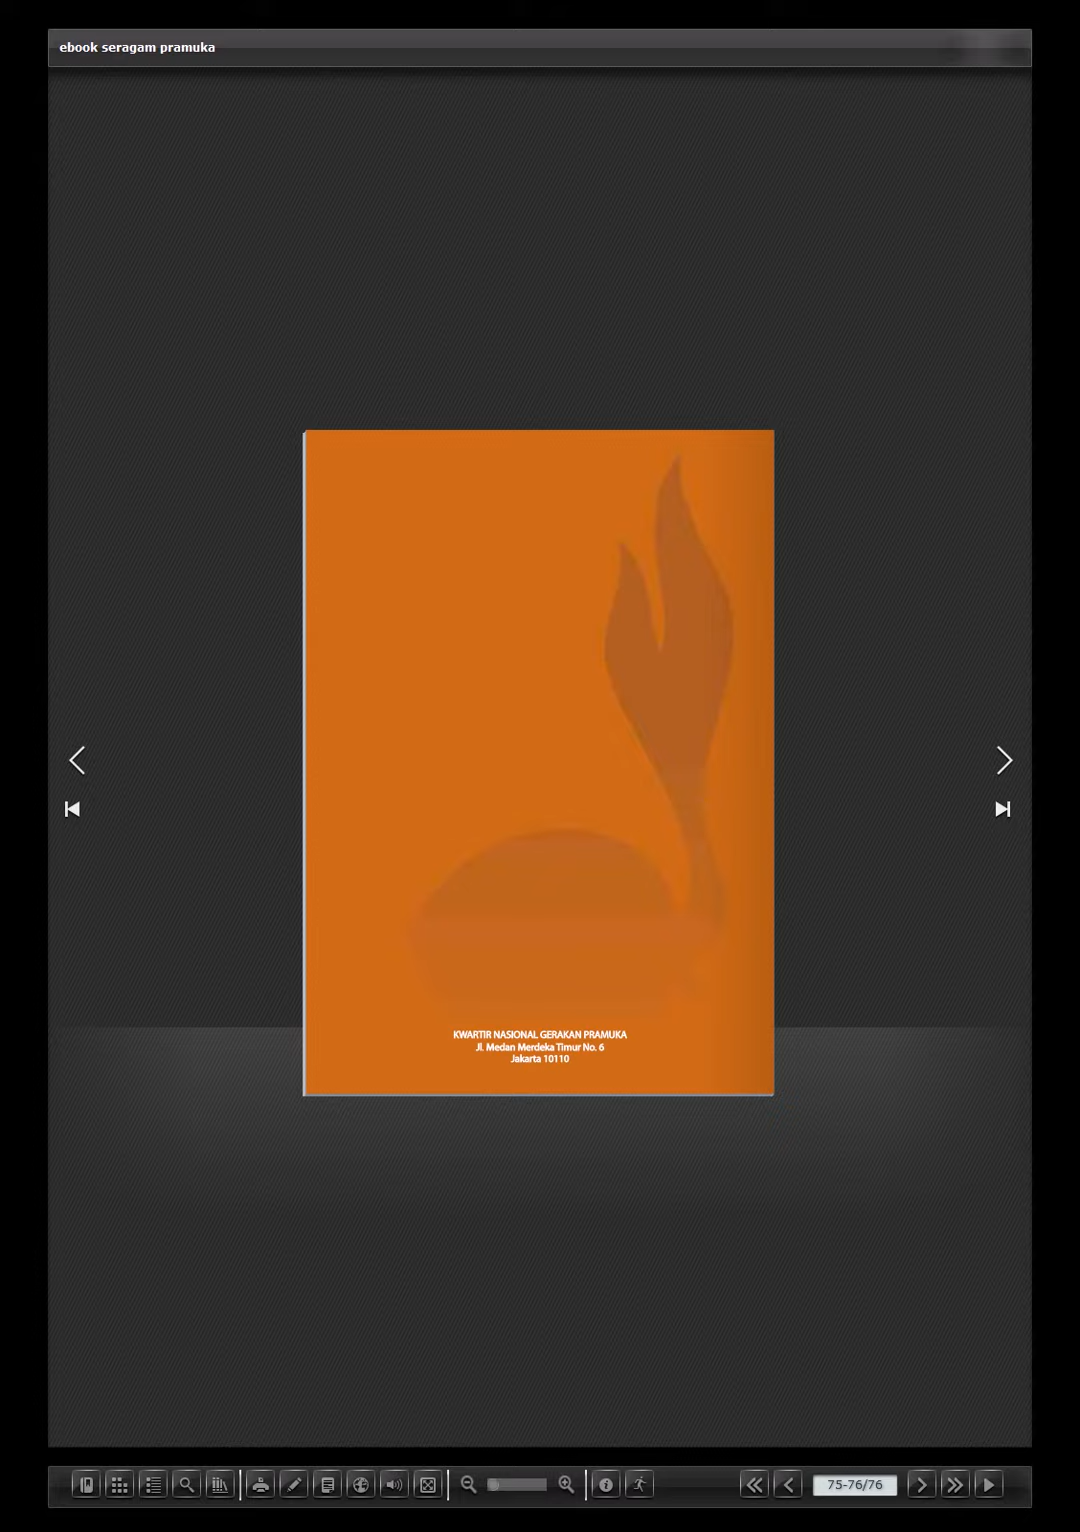 ebook seragam pramuka
KWARTIR NASIONAL GERAKAN PRAMUKA
Jl. Medan Merdeka Timur No. 6
Jakarta 10110
75-76/76